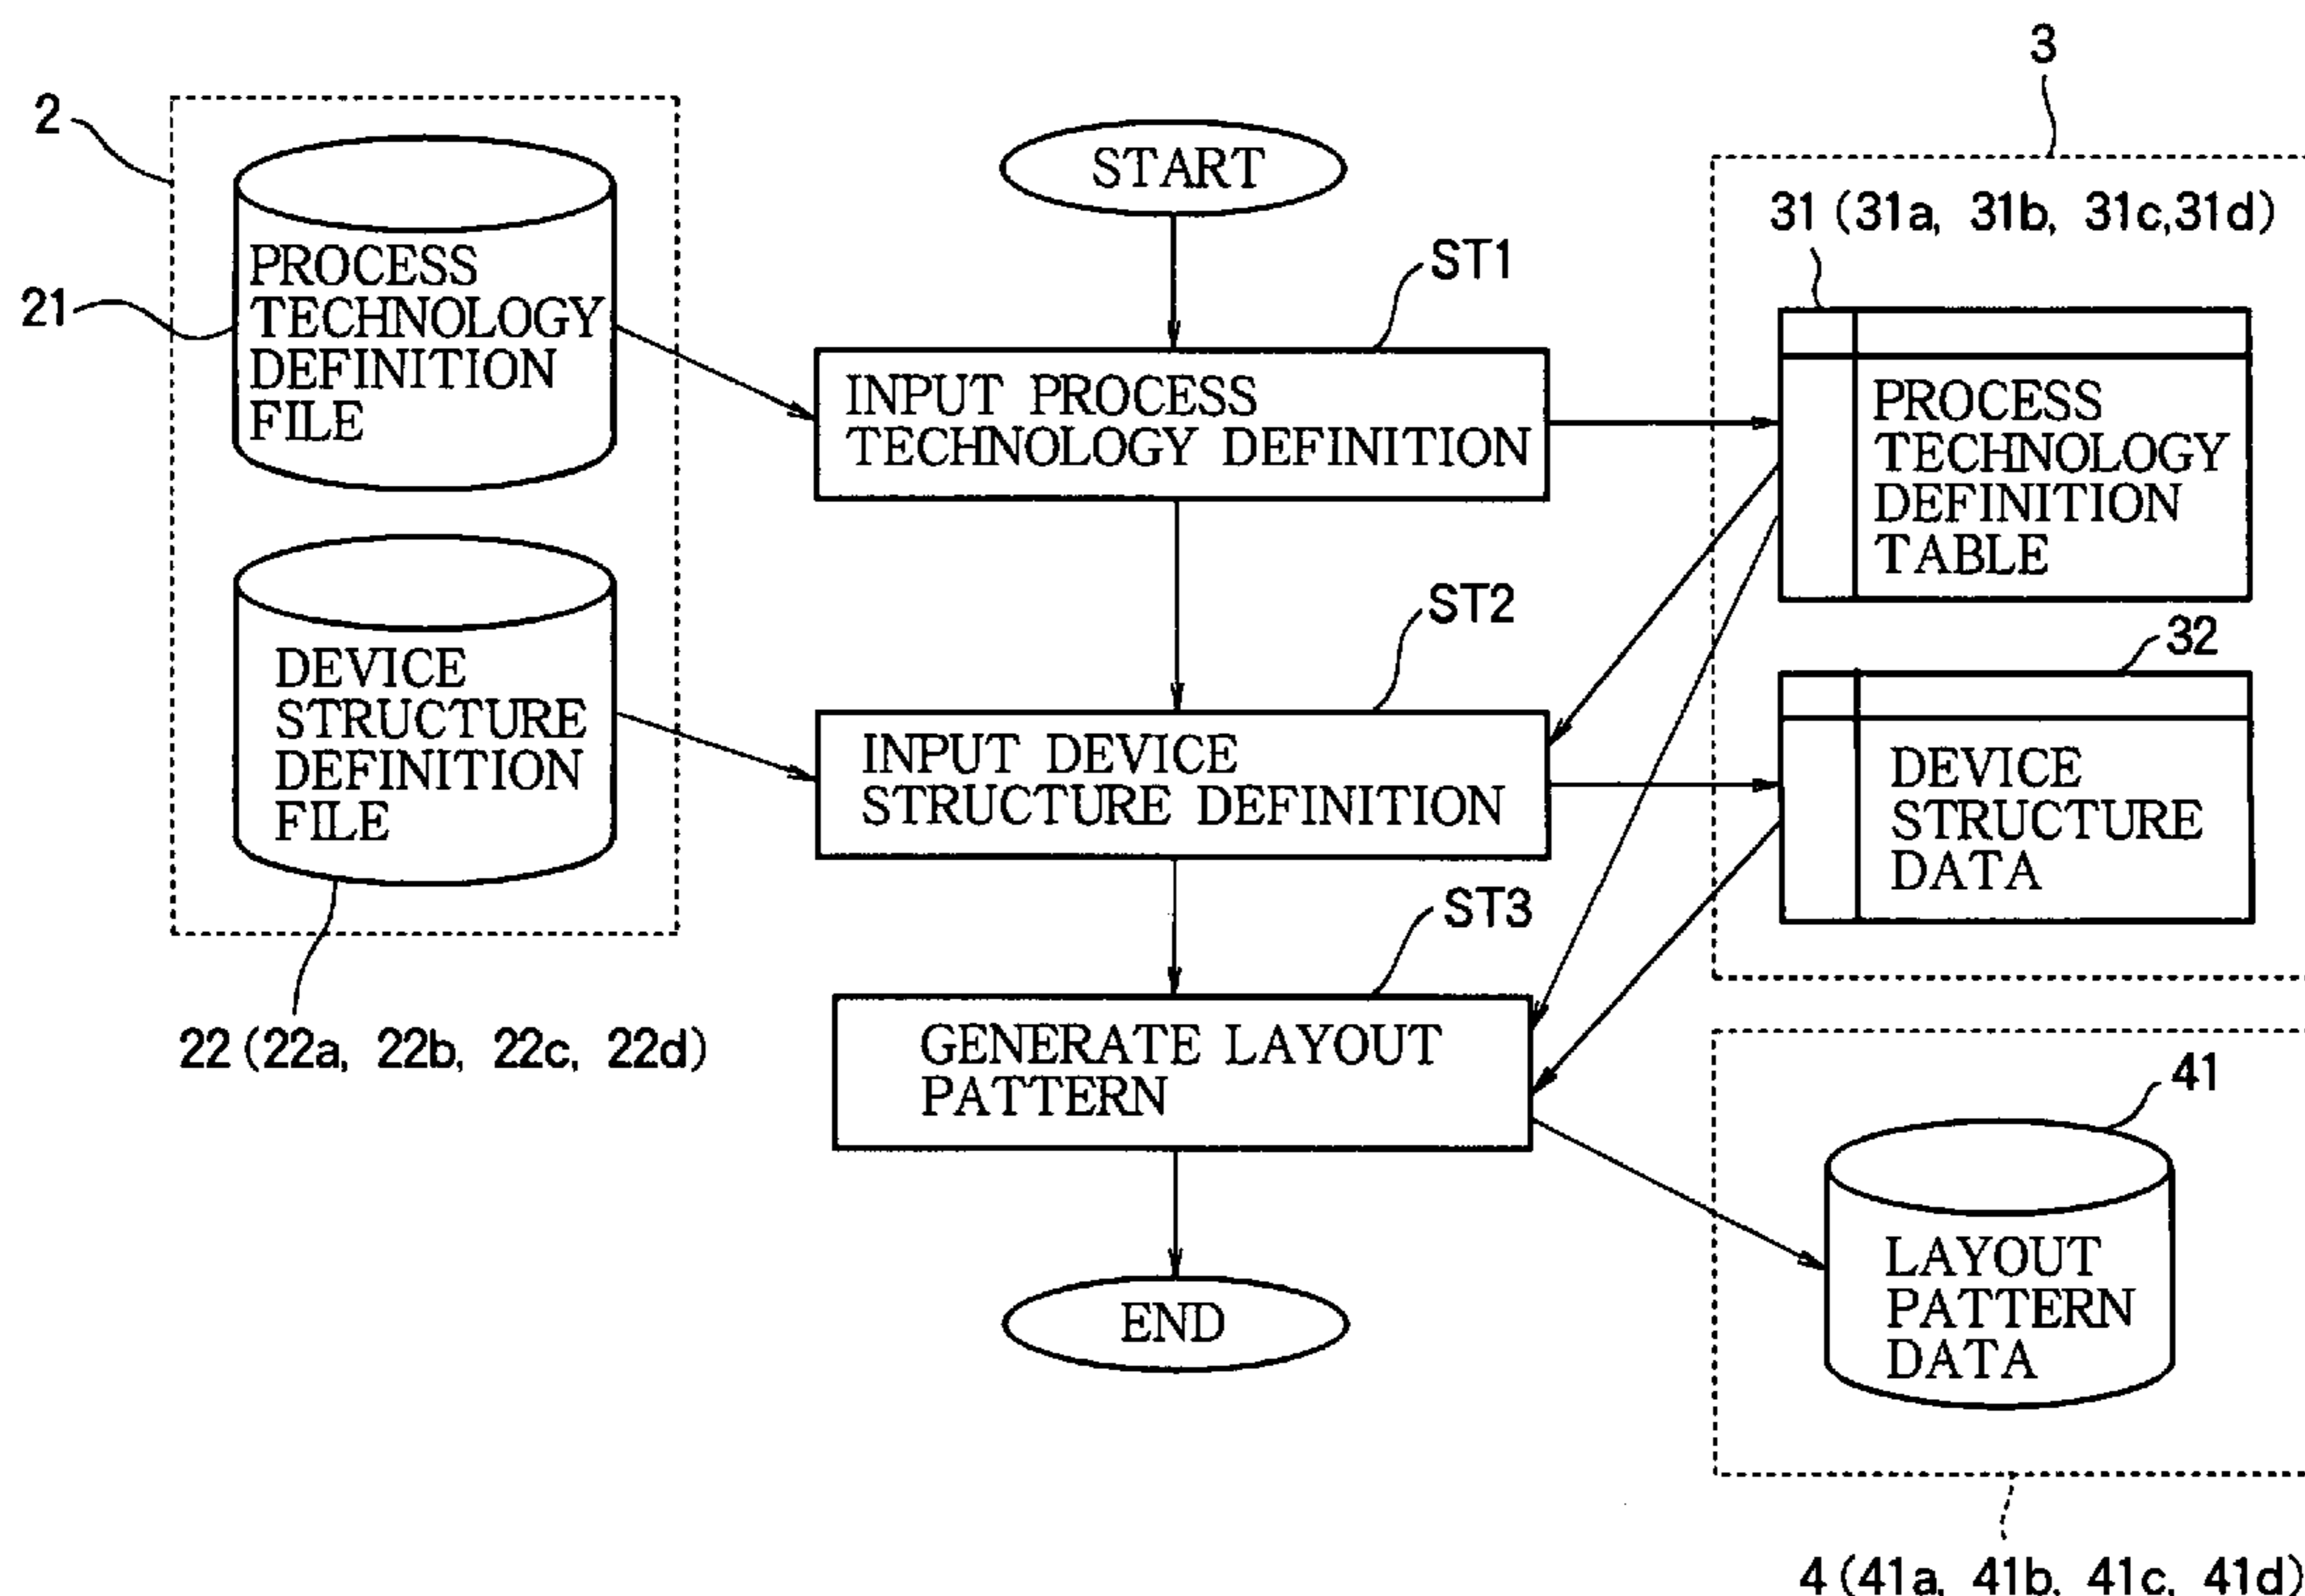 3
2
START
31 (31a, 31b, 31c,31d)
PROCESS
TECHNOLOGY
DEFINITION
FILE
21
ST1
INPUT PROCESS
TECHNOLOGY DEFINITION
PROCESS
TECHNOLOGY
DEFINITION
TABLE
ST2
32
DEVICE
STRUCTURE
DEFINITION
FILE
INPUT DEVICE
STRUCTURE DEFINITION
DEVICE
STRUCTURE
DATA
ST3
22 (22a, 22b, 22c, 22d)
GENERATE LAYOUT
PATTERN
41
LAYOUT
PATTERN
DATA
END
4 (41a, 41b, 41c, 41d)